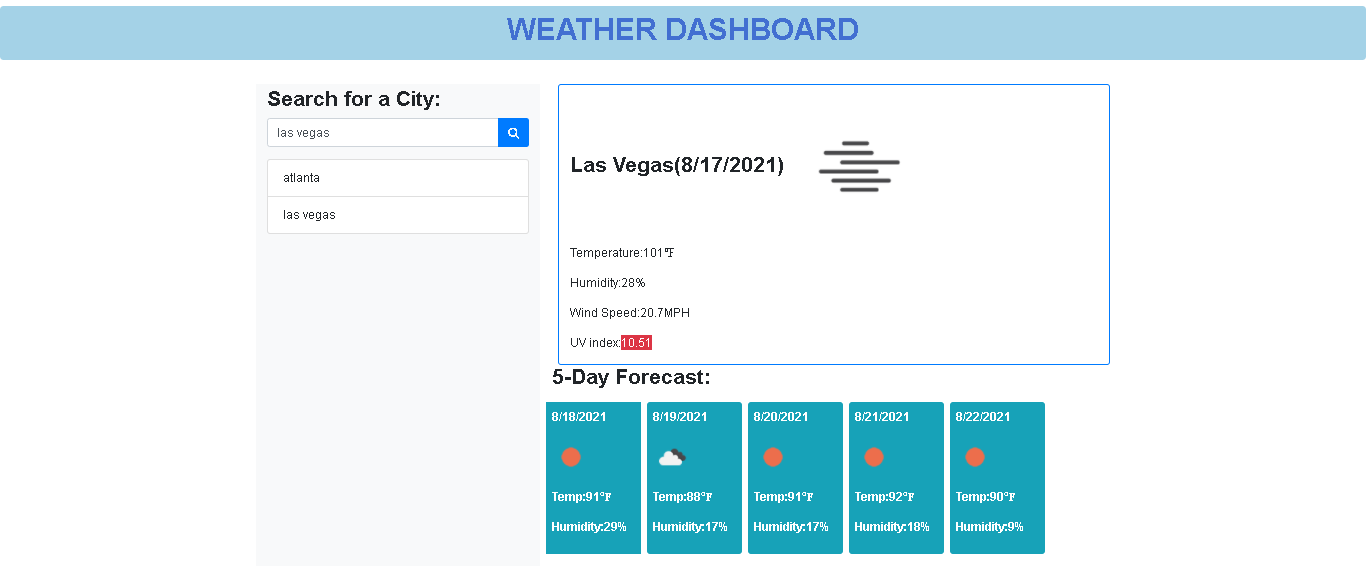 WEATHER DASHBOARD
Search for a City:
las vegas
atlanta
las vegas
Las Vegas(8/17/2021)
Temperature:101℉
Humidity:28%
Wind Speed:20.7MPH
UV index:10.51
5-Day Forecast:
8/18/2021 8/19/2021 8/20/2021 8/21/2021 8/22/2021
Temp:91℉ Temp:88℉ Temp:91℉ Temp:92℉ Temp:90℉
Humidity:29% Humidity:17% Humidity:17% Humidity:18% Humidity:9%